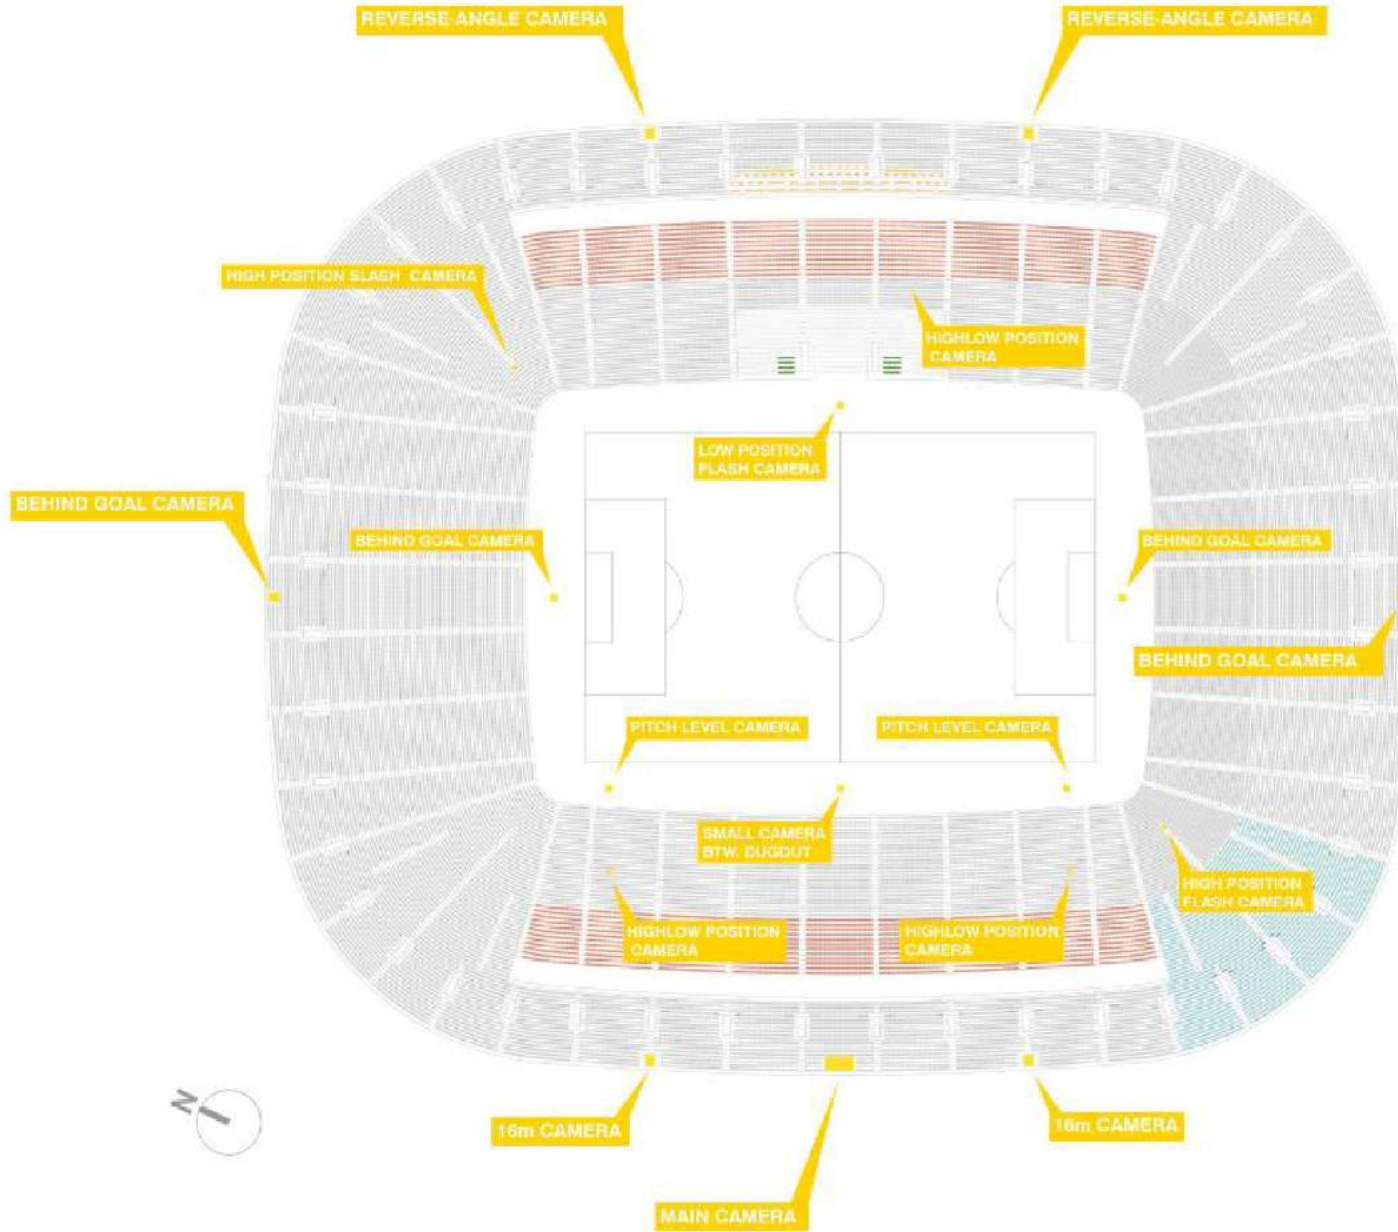 REVERSE-ANGLE CAMERA
REVERSE-ANGLE CAMERA
HIGH POSITION SLASH CAMERA
HIGHLOW POSITION
CAMERA
LOW POSITION
FLASH CAMERA
BEHIND GOAL CAMERA
BEHIND GOAL CAMERA
BEHIND GOAL CAMERA
BEHIND GOAL CAMERA
PITCH LEVEL CAMERA
PITCH LEVEL CAMERA
SMALL CAMERA
BTW. DUGOUT
HIGH POSITION
FLASH CAMERA
HIGHLOW POSITION
CAMERA
HIGHLOW POSITION
CAMERA
N
16m CAMERA
16m CAMERA
MAIN CAMERA